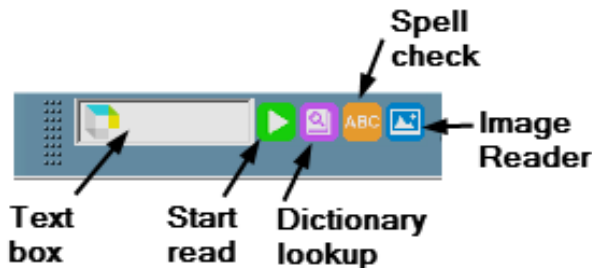 Spell
check
ABC
Image
Reader
Text
box
Start
read
Dictionary
lookup